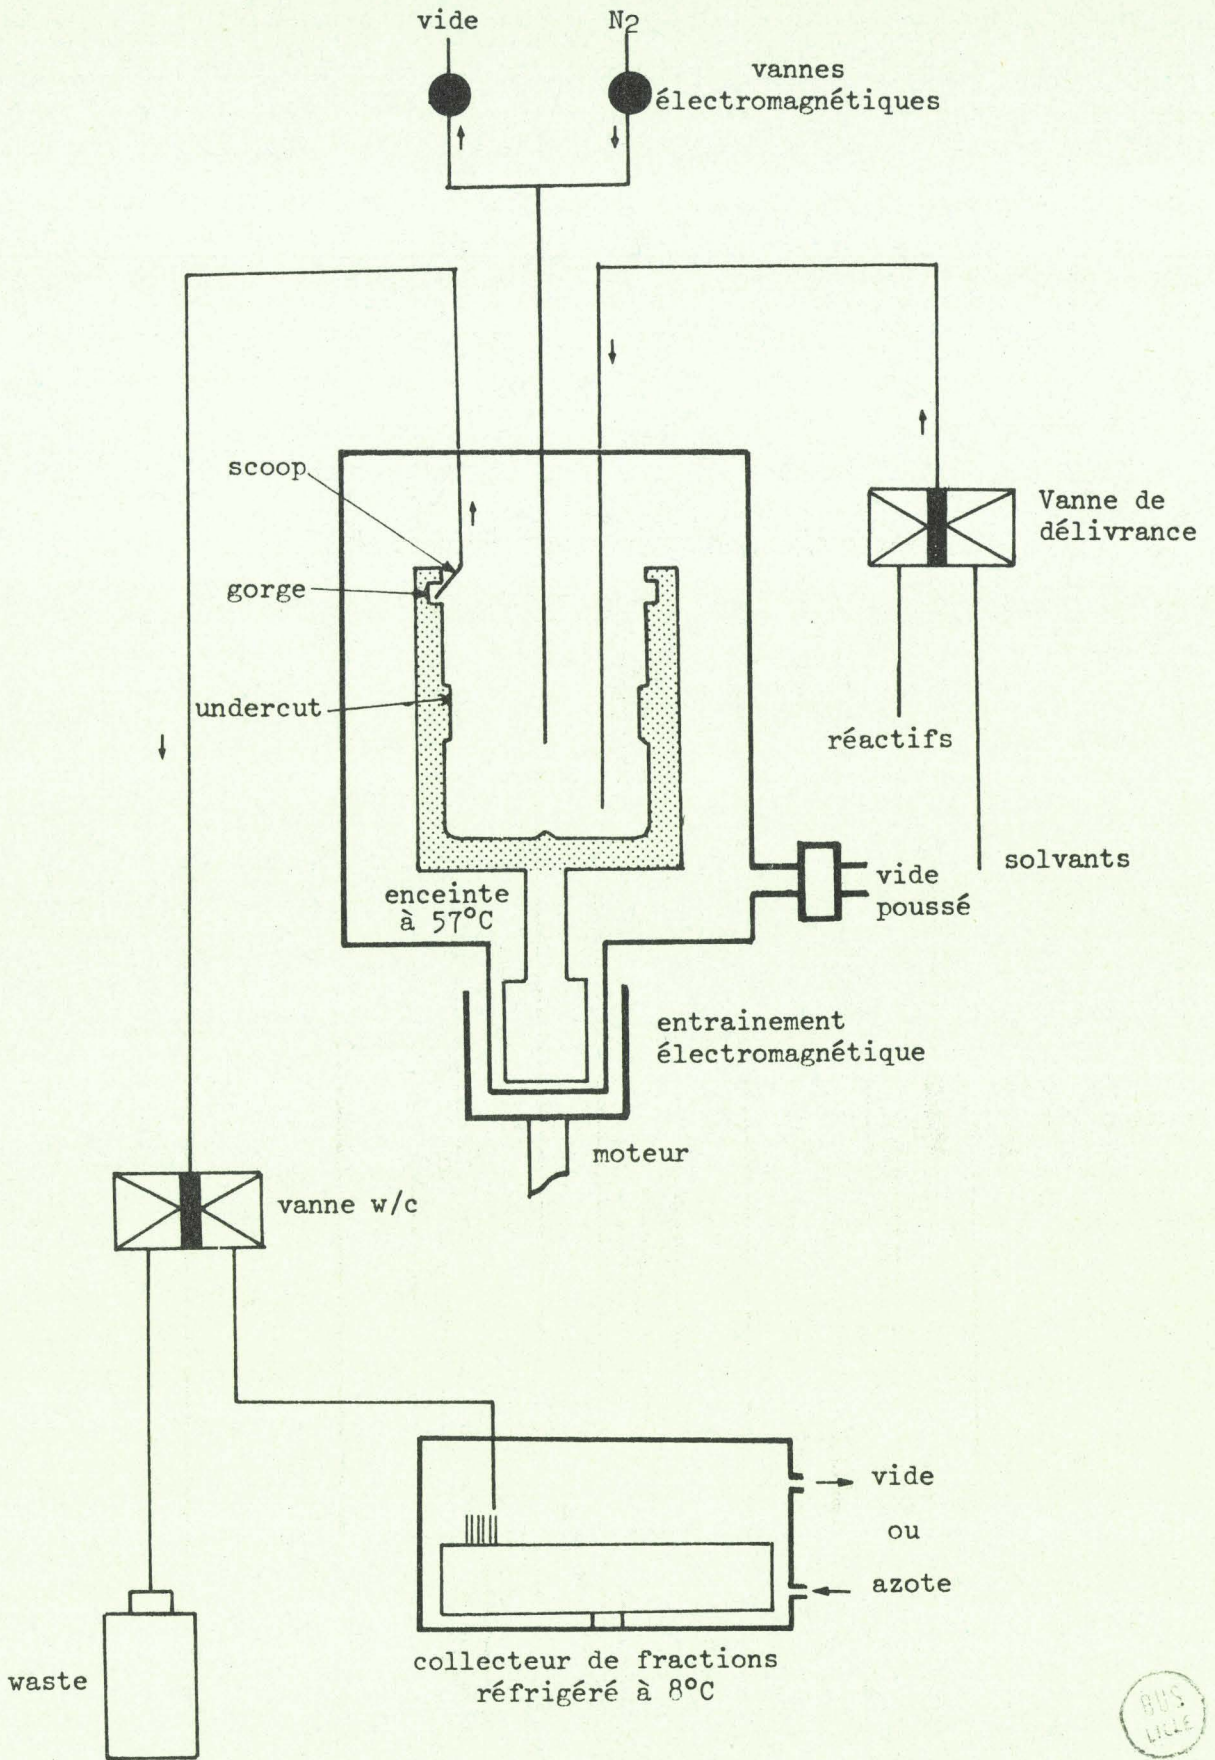 vide
N2
vannes
électromagnétiques
scoop
gorge
undercut
Vanne de
délivrance
réactifs
solvants
enceinte
à 57°C
vide
poussé
entrainement
électromagnétique
moteur
vanne w/c
vide
ou
azote
waste
collecteur de fractions
réfrigéré à 8°C
BUS
LILLE